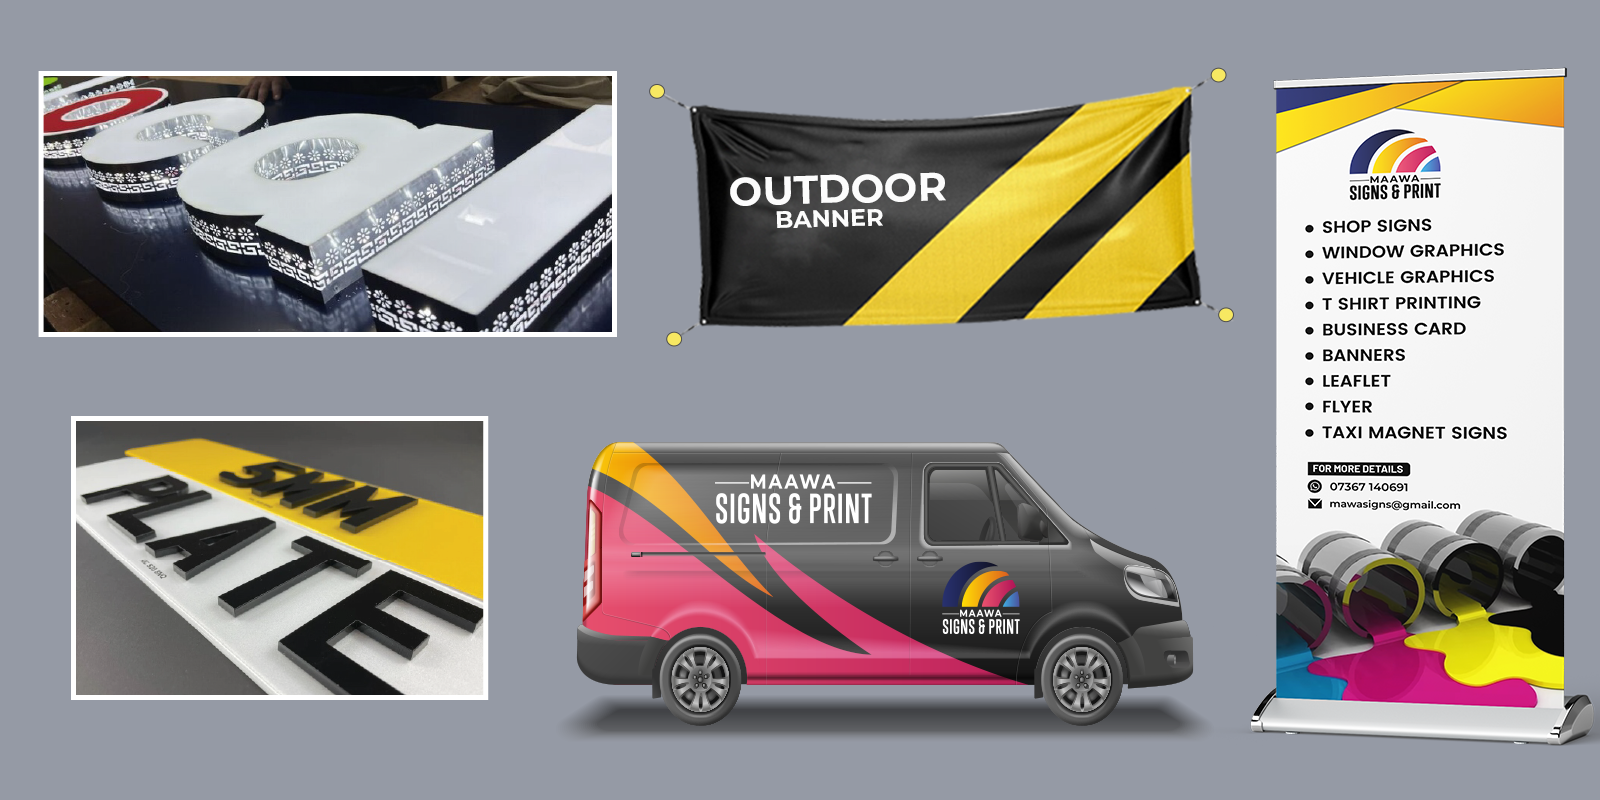 OUTDOOR
BANNER
MAAWA
SIGNS & PRINT
SHOP SIGNS
WINDOW GRAPHICS
VEHICLE GRAPHICS
T SHIRT PRINTING
BUSINESS CARD
BANNERS
LEAFLET
FLYER
TAXI MAGNET SIGNS
FOR MORE DETAILS
07367 140691
mawasigns@gmail.com
5MM
PLATE
MAAWA
SIGNS & PRINT
MAAWA
SIGNS & PRINT